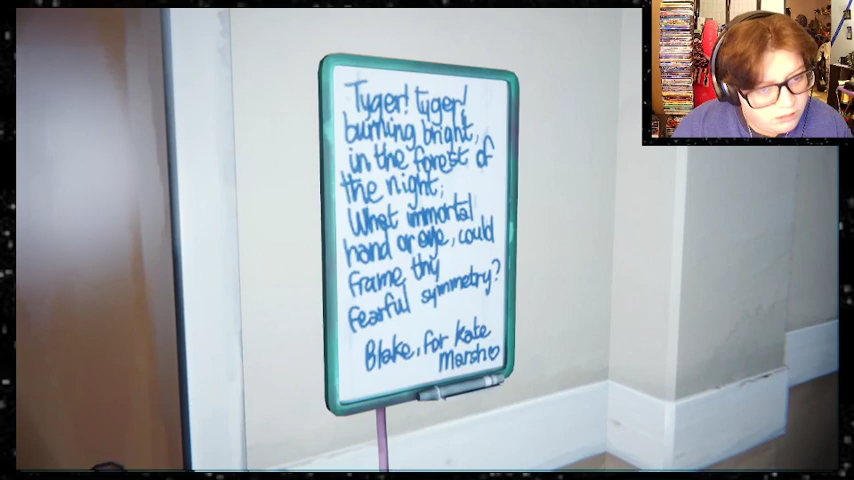 Tyger! tyger!
burning bright,
in the forest of
the night;
What immortal
hand or eye, could
frame thy
fearful symmetry?
Blake, for Kate
Marsh